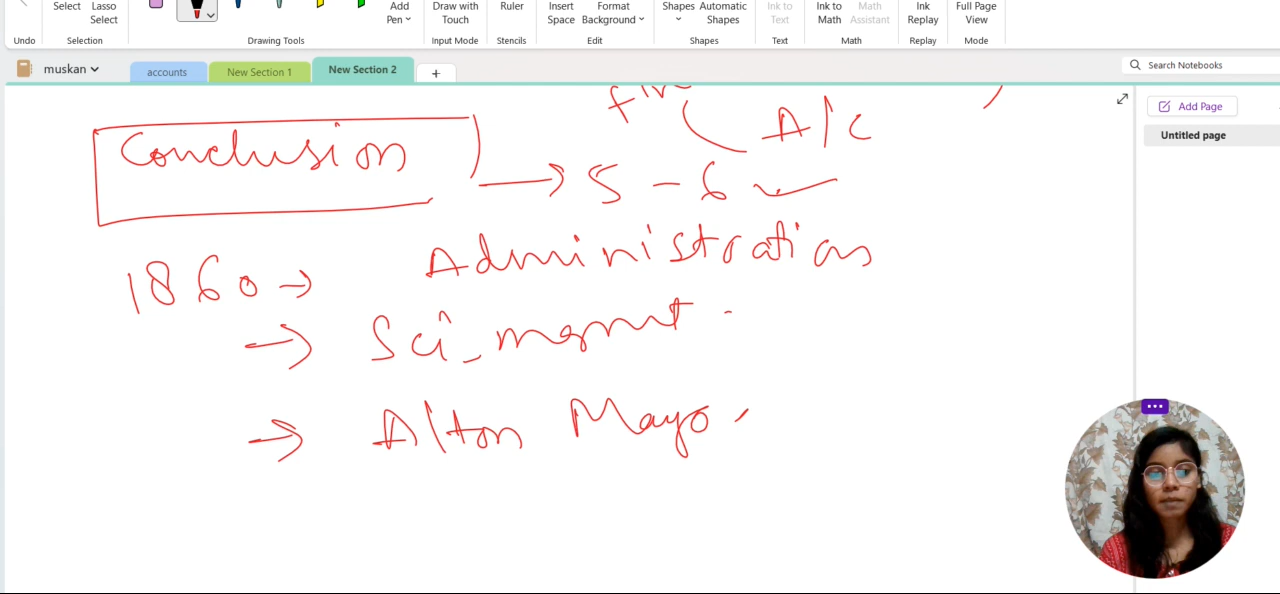 Select Lasso Select Add Pen Draw with Touch Ruler Insert Space Format Background Shapes Automatic Shapes Ink to Text Ink to Math Math Assistant Ink Replay Full Page View
Undo Selection Drawing Tools Input Mode Stencils Edit Shapes Text Math Replay Mode
muskan accounts New Section 1 New Section 2 + Search Notebooks
Add Page
Untitled page
A/c
Conclusion → 5 - 6
1860 → Administration
→ Sci_mgmnt.
→ Alton Mayo